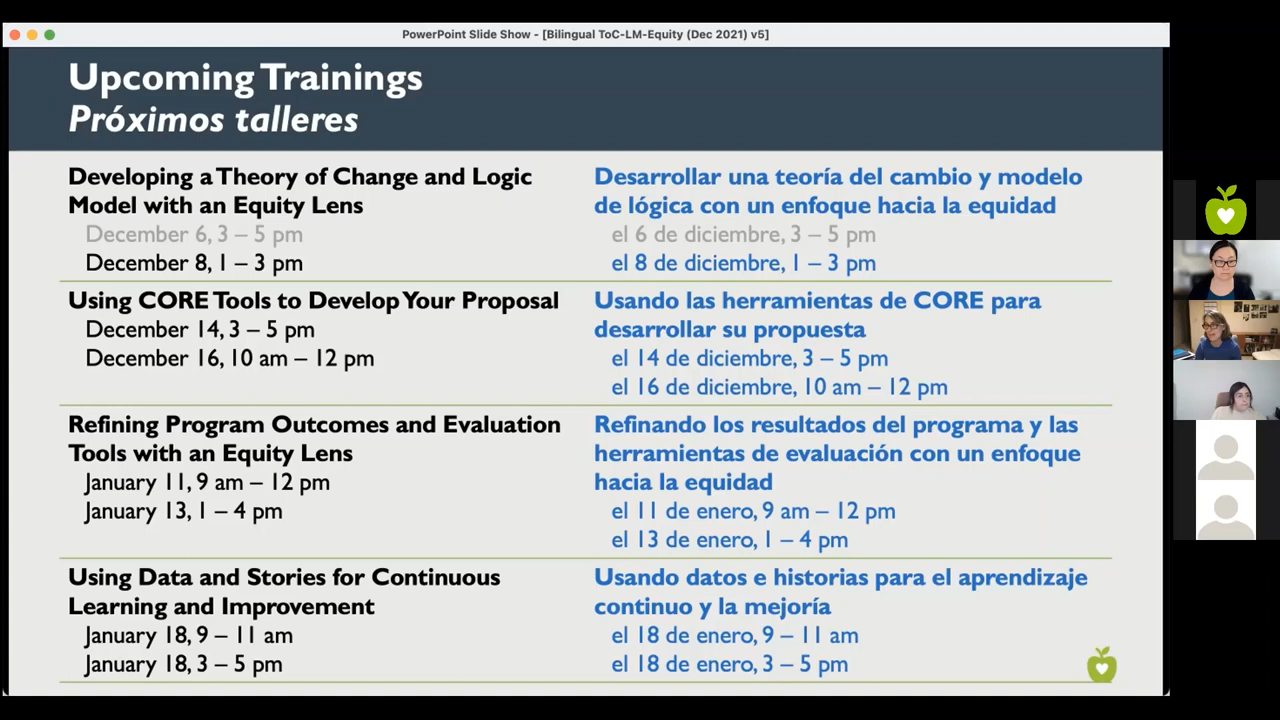 PowerPoint Slide Show - [Bilingual ToC-LM-Equity (Dec 2021) v5]
Upcoming Trainings
Próximos talleres
Developing a Theory of Change and Logic
Model with an Equity Lens
December 6, 3 – 5 pm
December 8, 1 – 3 pm
Desarrollar una teoría del cambio y modelo
de lógica con un enfoque hacia la equidad
el 6 de diciembre, 3 – 5 pm
el 8 de diciembre, 1 – 3 pm
Using CORE Tools to Develop Your Proposal
December 14, 3 – 5 pm
December 16, 10 am – 12 pm
Usando las herramientas de CORE para
desarrollar su propuesta
el 14 de diciembre, 3 – 5 pm
el 16 de diciembre, 10 am – 12 pm
Refining Program Outcomes and Evaluation
Tools with an Equity Lens
January 11, 9 am – 12 pm
January 13, 1 – 4 pm
Refinando los resultados del programa y las
herramientas de evaluación con un enfoque
hacia la equidad
el 11 de enero, 9 am – 12 pm
el 13 de enero, 1 – 4 pm
Using Data and Stories for Continuous
Learning and Improvement
January 18, 9 – 11 am
January 18, 3 – 5 pm
Usando datos e historias para el aprendizaje
continuo y la mejoría
el 18 de enero, 9 – 11 am
el 18 de enero, 3 – 5 pm